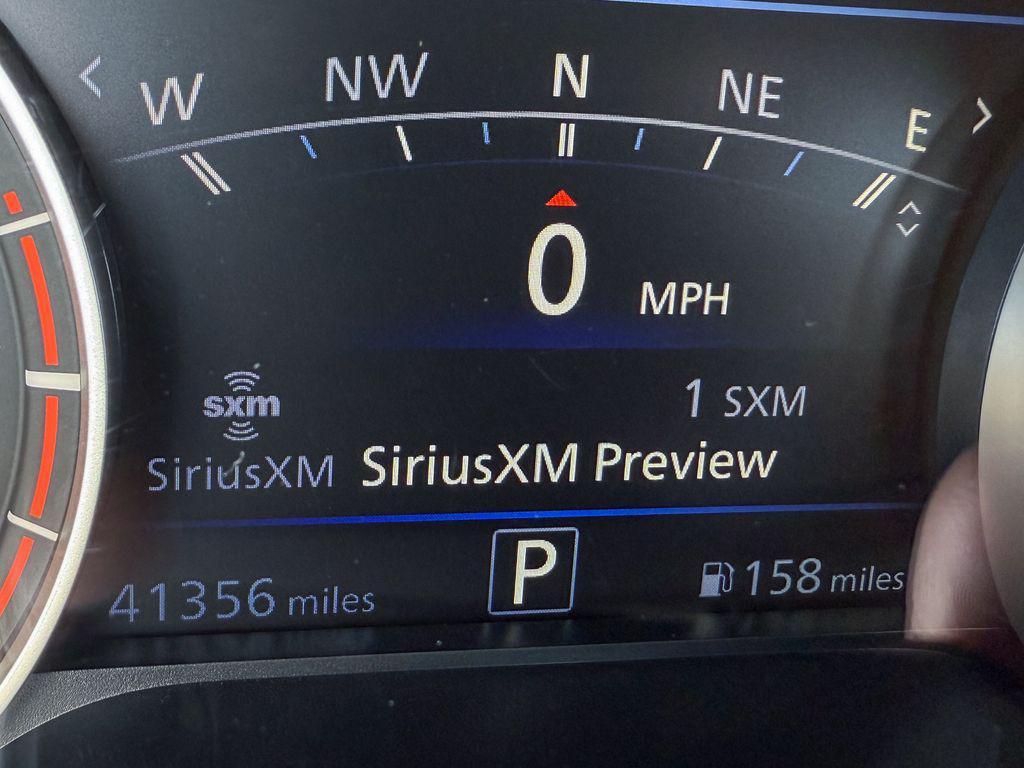 W NW N NE E
0 MPH
sxm 1 SXM
SiriusXM SiriusXM Preview
41356 miles P 158 miles